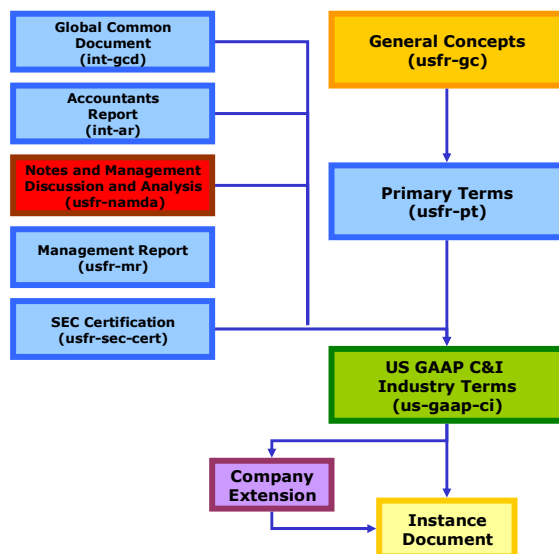 Global Common
Document
(int-gcd)
Accountants
Report
(int-ar)
Notes and Management
Discussion and Analysis
(usfr-namda)
Management Report
(usfr-mr)
SEC Certification
(usfr-sec-cert)
General Concepts
(usfr-gc)
Primary Terms
(usfr-pt)
US GAAP C&I
Industry Terms
(us-gaap-ci)
Company
Extension
Instance
Document